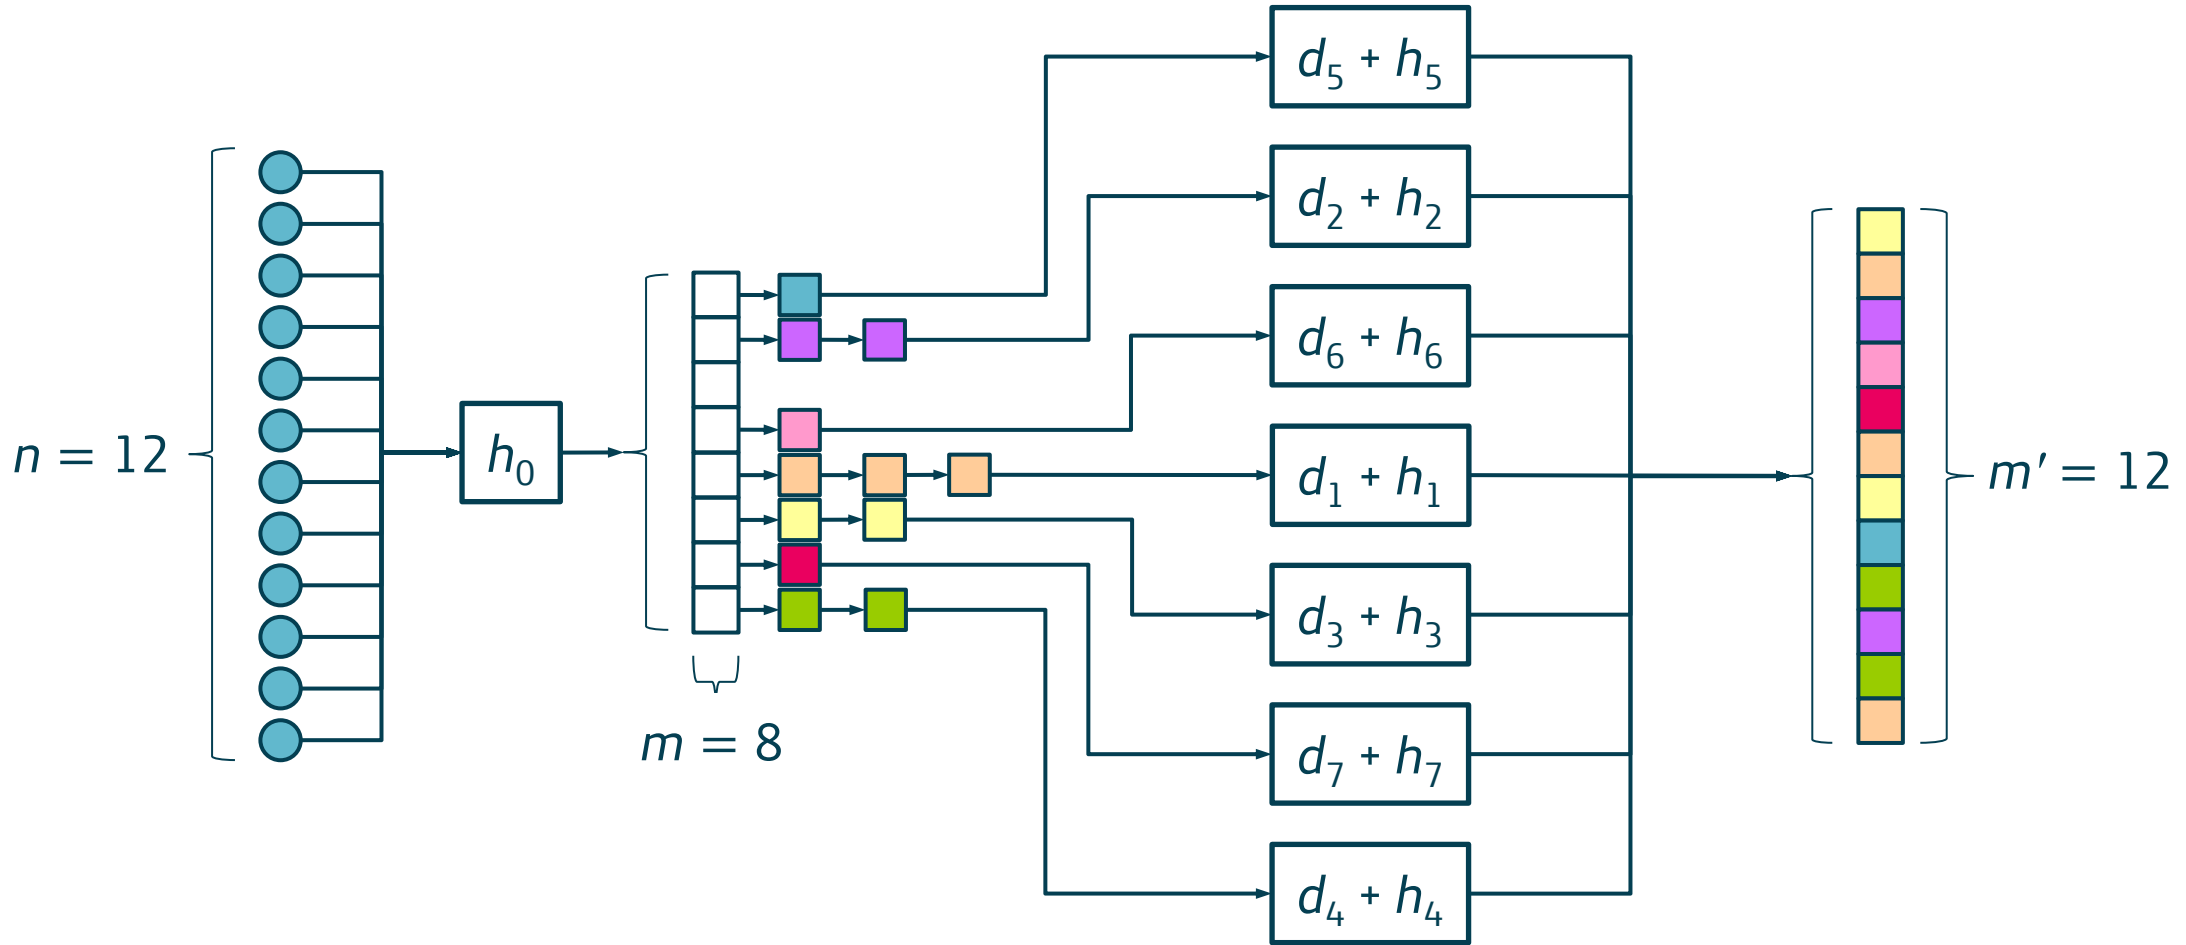 d₅ + h₅
d₂ + h₂
d₆ + h₆
n = 12
h₀
d₁ + h₁
m′ = 12
d₃ + h₃
m = 8
d₇ + h₇
d₄ + h₄